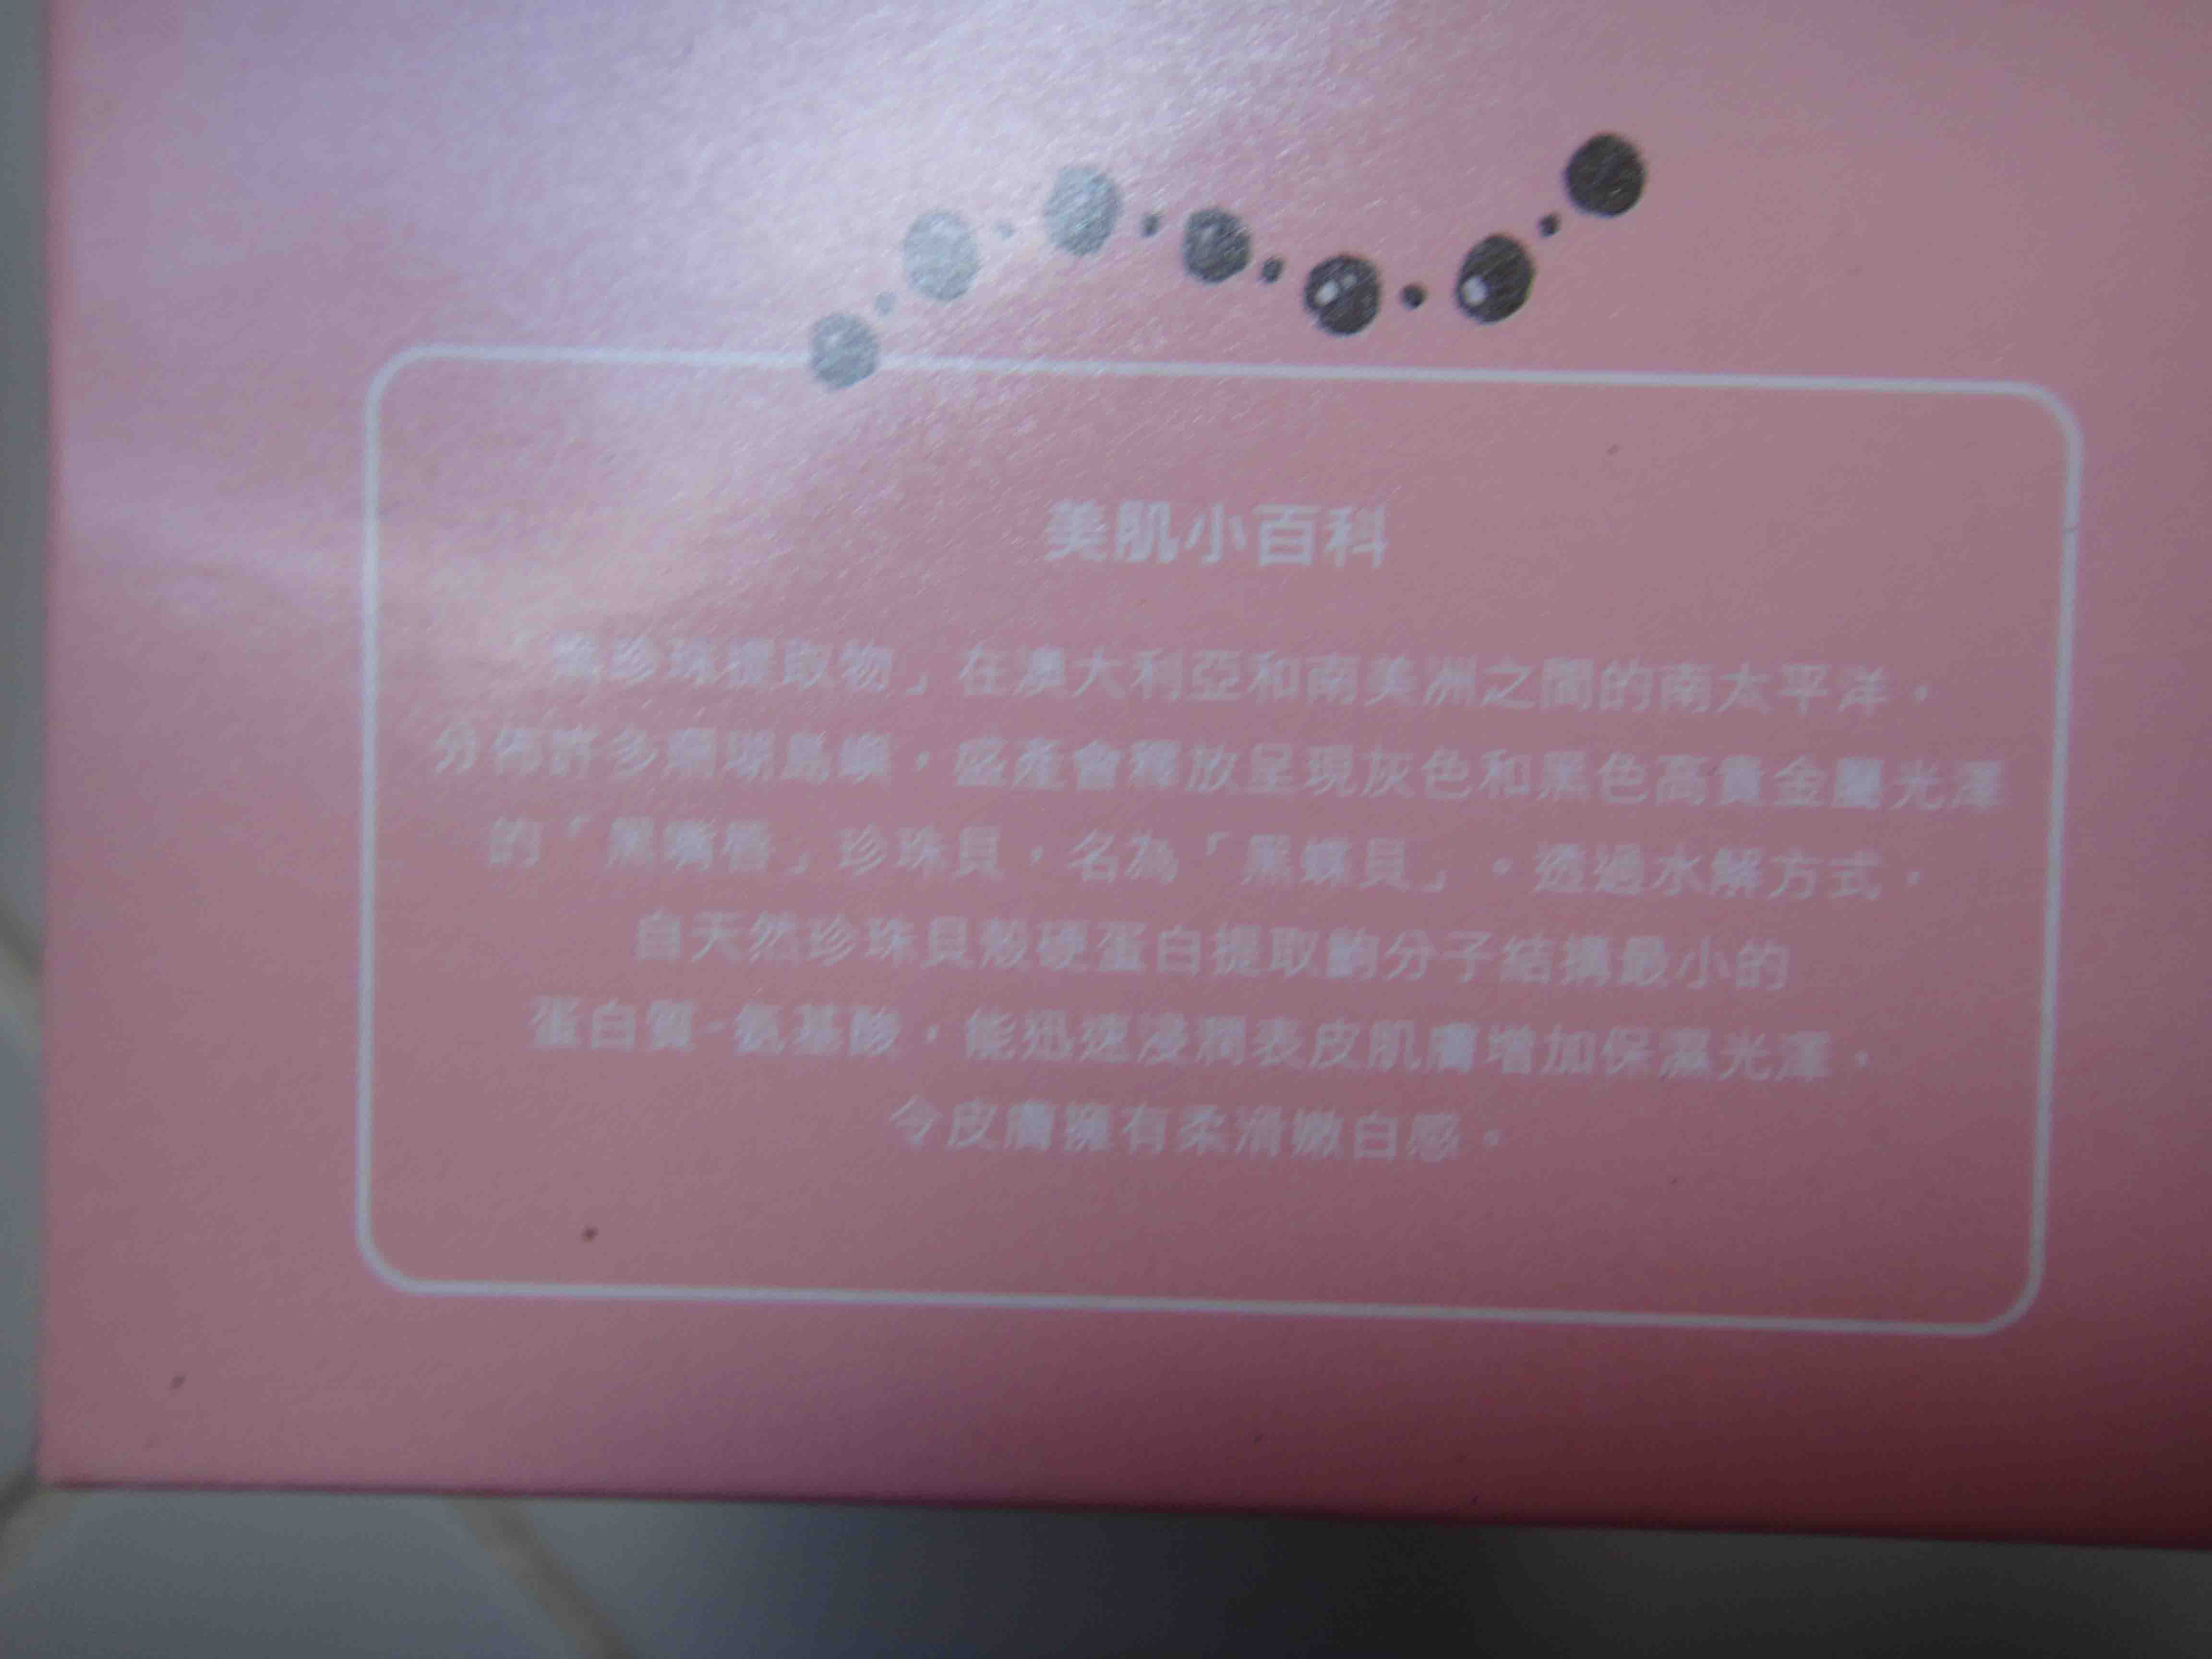 美肌小百科
「黑珍珠提取物」在澳大利亞和南美洲之間的南太平洋，
分佈許多珊瑚島嶼，盛產會釋放呈現灰色和黑色高貴金屬光澤
的「黑嘴唇」珍珠貝，名為「黑蝶貝」。透過水解方式，
自天然珍珠貝殼硬蛋白提取的分子結構最小的
蛋白質-氨基酸，能迅速浸潤表皮肌膚增加保濕光澤，
令皮膚擁有柔滑嫩白感。